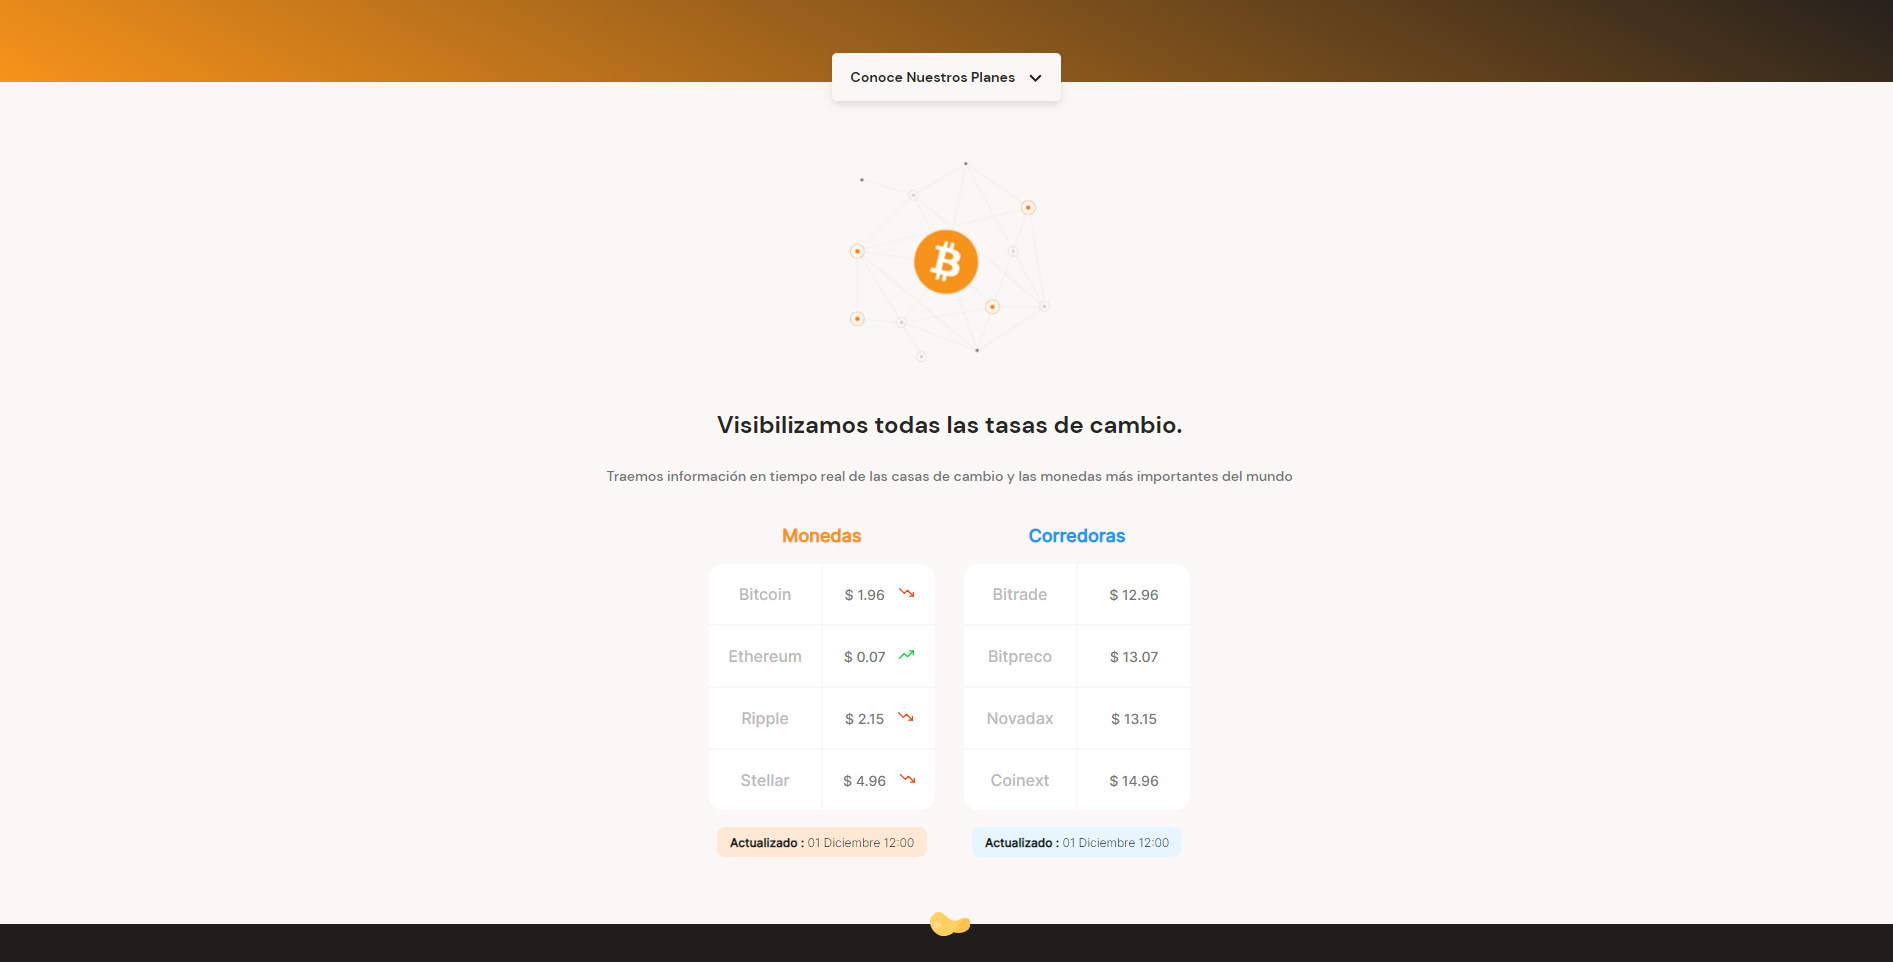 Conoce Nuestros Planes
Visibilizamos todas las tasas de cambio.
Traemos información en tiempo real de las casas de cambio y las monedas más importantes del mundo
Monedas
Bitcoin $ 1.96
Ethereum $ 0.07
Ripple $ 2.15
Stellar $ 4.96
Actualizado : 01 Diciembre 12:00
Corredoras
Bitrade $ 12.96
Bitpreco $ 13.07
Novadax $ 13.15
Coinext $ 14.96
Actualizado : 01 Diciembre 12:00